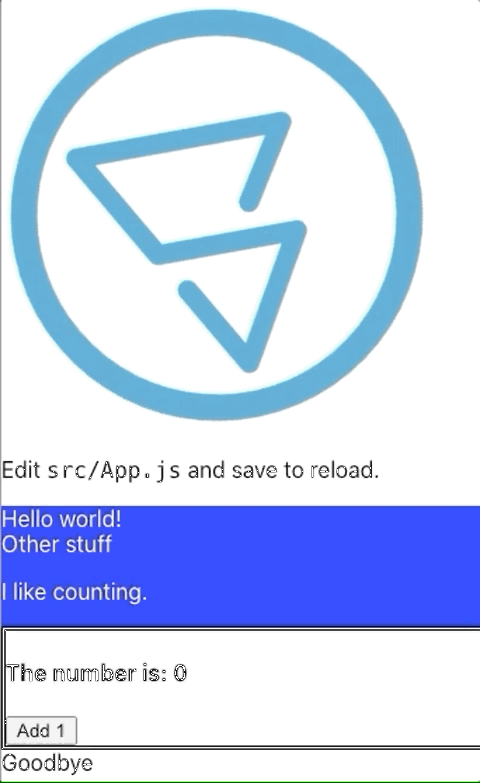 Edit src/App.js and save to reload.
Hello world!
Other stuff
I like counting.
The number is: 0
Add 1
Goodbye